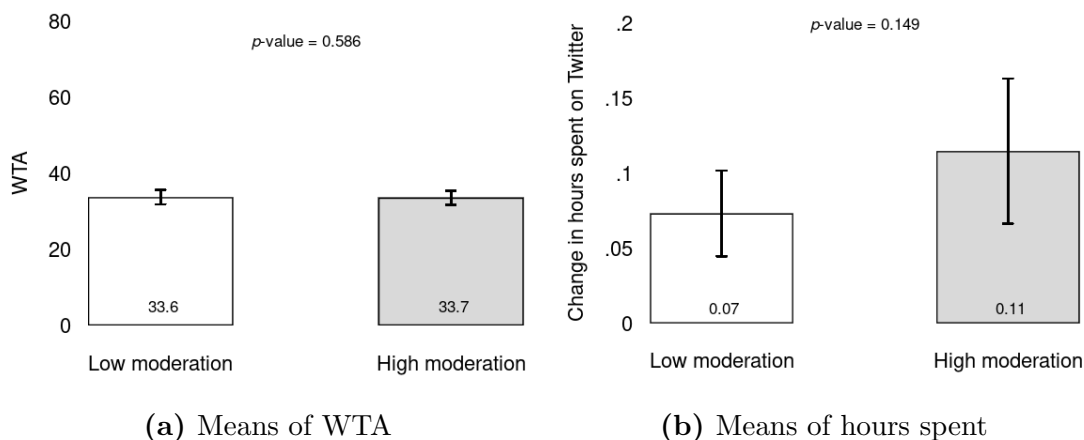 80
60
40
20
0
WTA
p-value = 0.586
33.6
33.7
Low moderation
High moderation
(a) Means of WTA
.2
.15
.1
.05
0
Change in hours spent on Twitter
p-value = 0.149
0.07
0.11
Low moderation
High moderation
(b) Means of hours spent